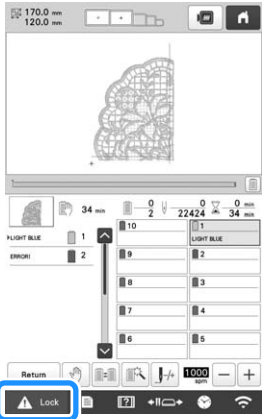 170.0 mm
120.0 mm
34 min
0
2
0
22424
0 min
34 min
LIGHT BLUE 1
ERROR! 2
10
1
LIGHT BLUE
9
2
8
3
7
4
6
5
Return
1000
spm
Lock